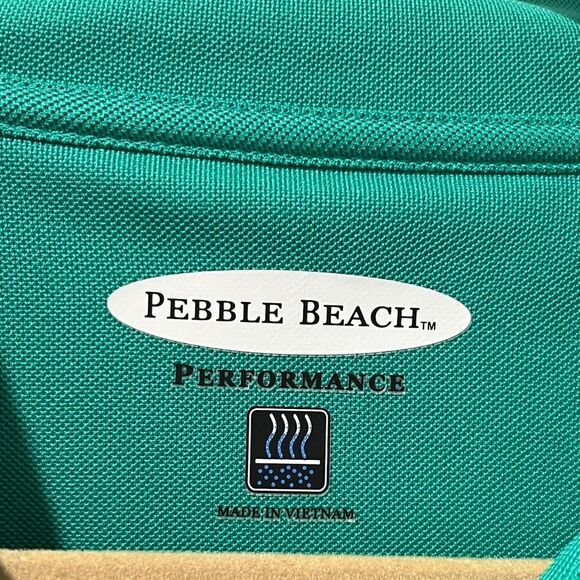 PEBBLE BEACH™
PERFORMANCE
MADE IN VIETNAM